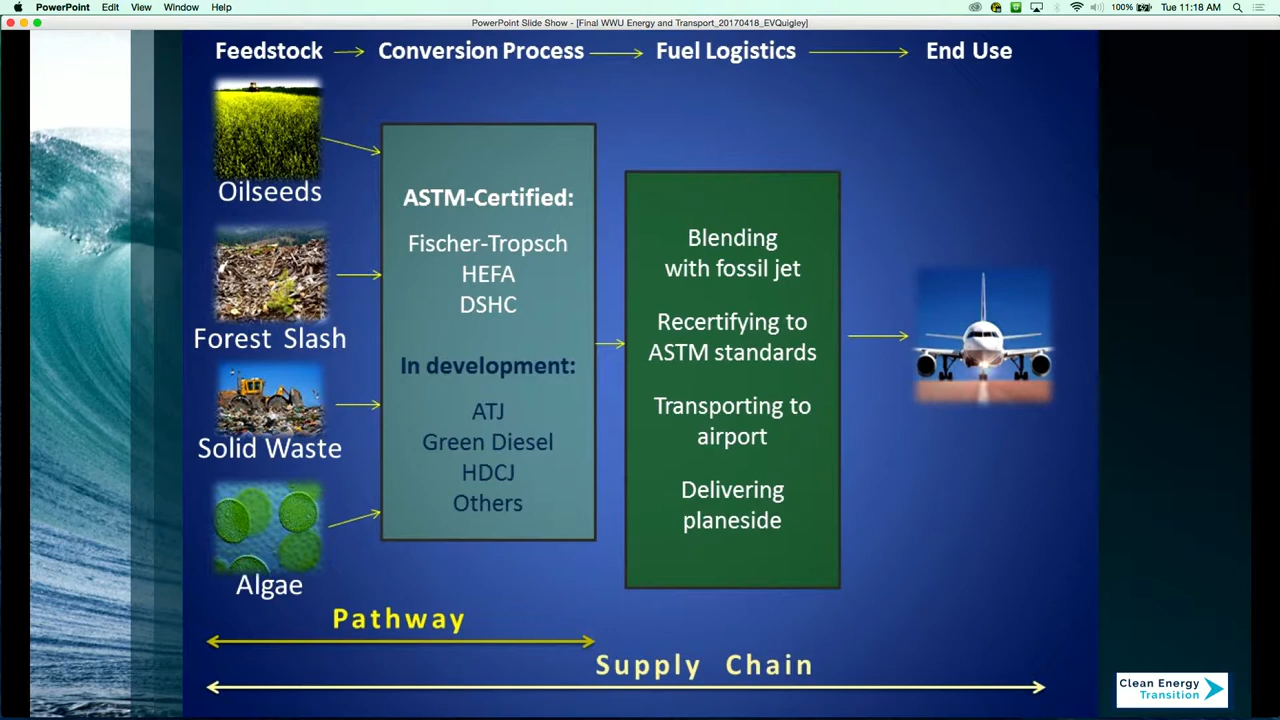 PowerPoint Edit View Window Help
100% Tue 11:18 AM
PowerPoint Slide Show - [Final WWU Energy and Transport_20170418_EVQuigley]
Feedstock Conversion Process Fuel Logistics End Use
Oilseeds
Forest Slash
Solid Waste
Algae
ASTM-Certified:
Fischer-Tropsch
HEFA
DSHC
In development:
ATJ
Green Diesel
HDCJ
Others
Blending
with fossil jet
Recertifying to
ASTM standards
Transporting to
airport
Delivering
planeside
Pathway
Supply Chain
Clean Energy
Transition